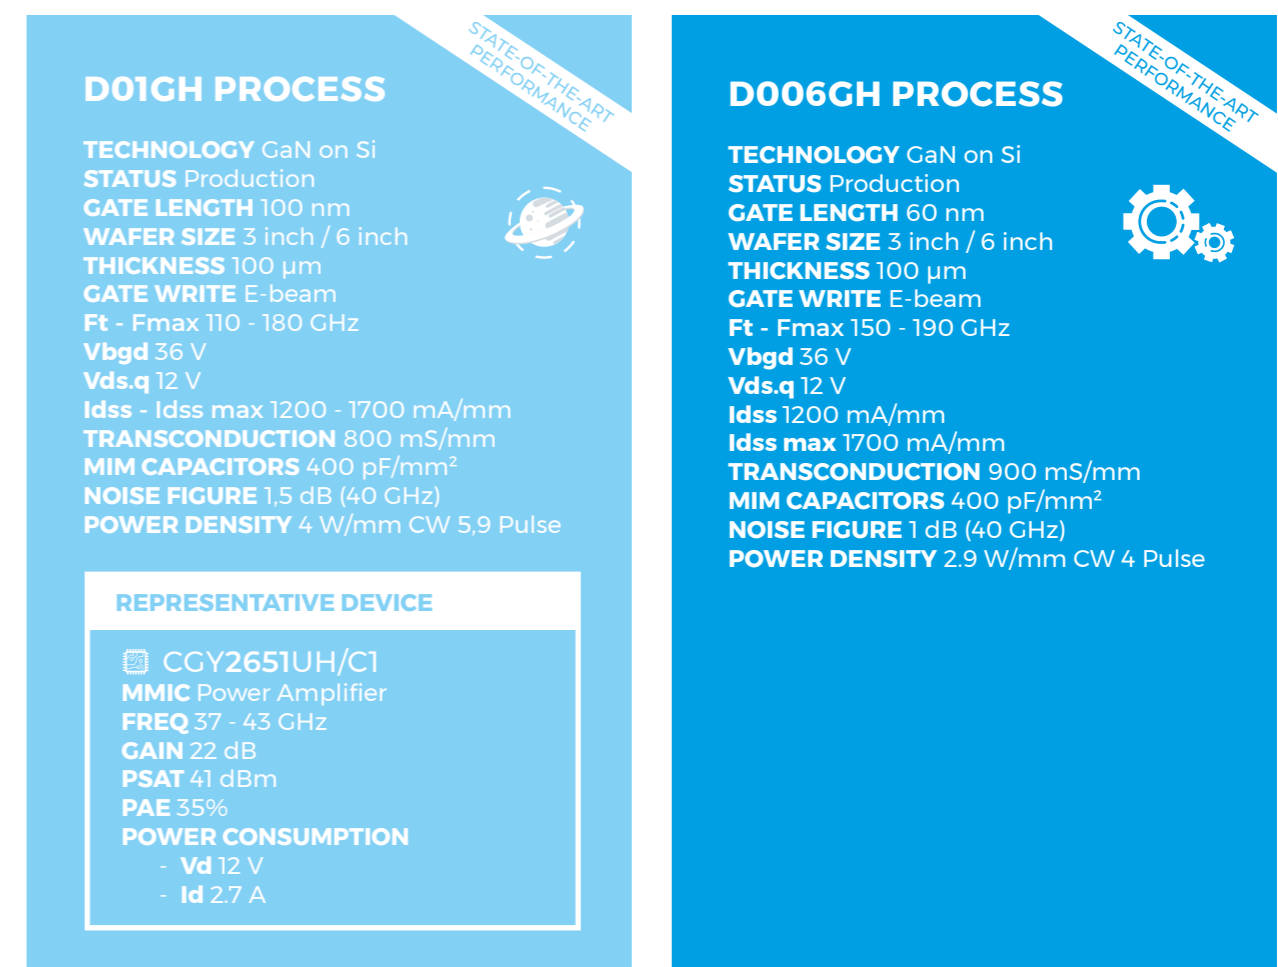 STATE-OF-THE-ART
PERFORMANCE
D01GH PROCESS
TECHNOLOGY GaN on Si
STATUS Production
GATE LENGTH 100 nm
WAFER SIZE 3 inch / 6 inch
THICKNESS 100 µm
GATE WRITE E-beam
Ft - Fmax 110 - 180 GHz
Vbgd 36 V
Vds.q 12 V
Idss - Idss max 1200 - 1700 mA/mm
TRANSCONDUCTION 800 mS/mm
MIM CAPACITORS 400 pF/mm²
NOISE FIGURE 1,5 dB (40 GHz)
POWER DENSITY 4 W/mm CW 5,9 Pulse
REPRESENTATIVE DEVICE
CGY2651UH/C1
MMIC Power Amplifier
FREQ 37 - 43 GHz
GAIN 22 dB
PSAT 41 dBm
PAE 35%
POWER CONSUMPTION
- Vd 12 V
- Id 2.7 A
STATE-OF-THE-ART
PERFORMANCE
D006GH PROCESS
TECHNOLOGY GaN on Si
STATUS Production
GATE LENGTH 60 nm
WAFER SIZE 3 inch / 6 inch
THICKNESS 100 µm
GATE WRITE E-beam
Ft - Fmax 150 - 190 GHz
Vbgd 36 V
Vds.q 12 V
Idss 1200 mA/mm
Idss max 1700 mA/mm
TRANSCONDUCTION 900 mS/mm
MIM CAPACITORS 400 pF/mm²
NOISE FIGURE 1 dB (40 GHz)
POWER DENSITY 2.9 W/mm CW 4 Pulse